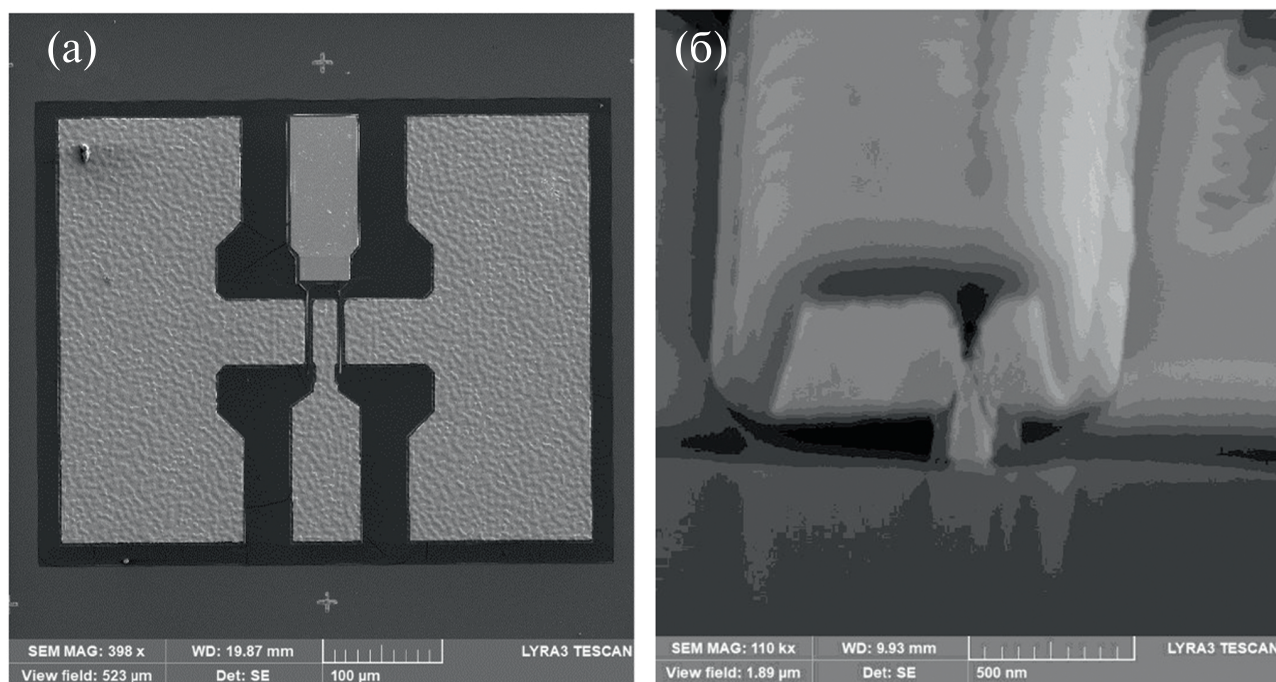 (а)
(б)
SEM MAG: 398 x WD: 19.87 mm LYRA3 TESCAN
View field: 523 µm Det: SE 100 µm
SEM MAG: 110 kx WD: 9.93 mm LYRA3 TESCAN
View field: 1.89 µm Det: SE 500 nm